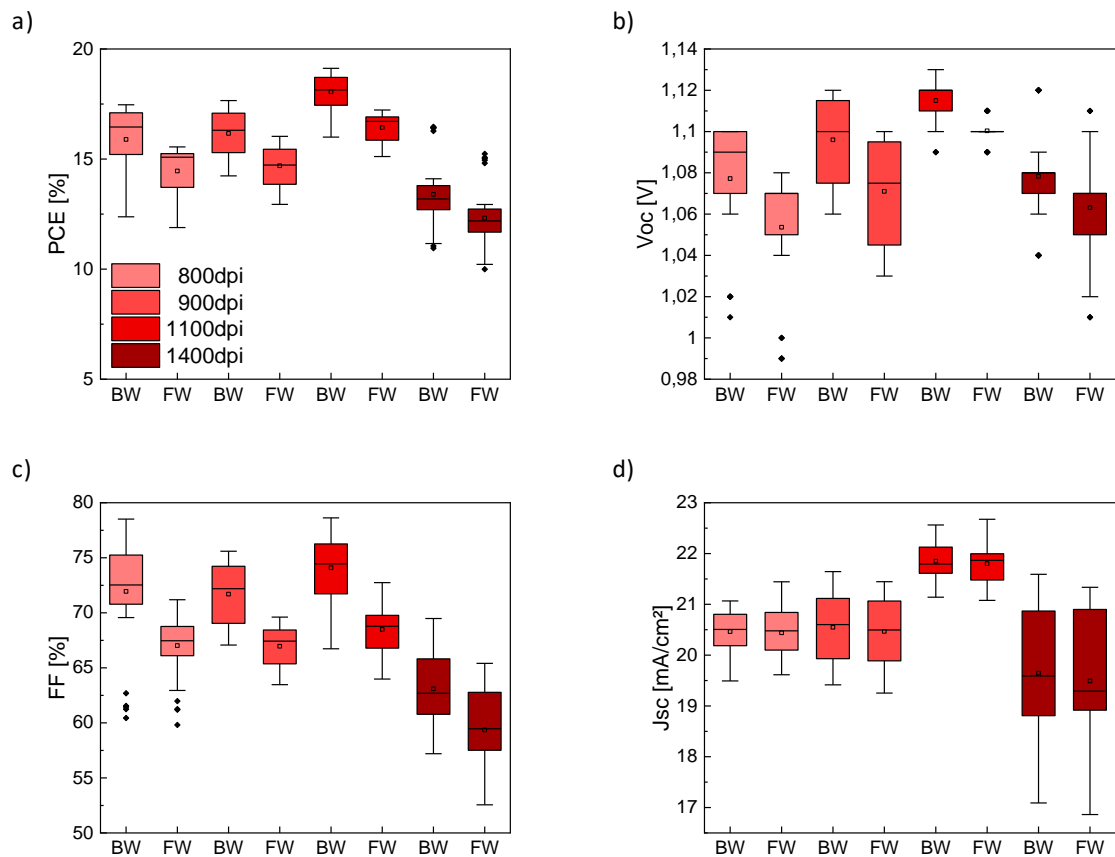 a)
PCE [%]
20
15
10
5
800dpi
900dpi
1100dpi
1400dpi
BW FW BW FW BW FW BW FW
b)
Voc [V]
1,14
1,12
1,1
1,08
1,06
1,04
1,02
1
0,98
BW FW BW FW BW FW BW FW
c)
FF [%]
80
75
70
65
60
55
50
BW FW BW FW BW FW BW FW
d)
Jsc [mA/cm²]
23
22
21
20
19
18
17
16
BW FW BW FW BW FW BW FW